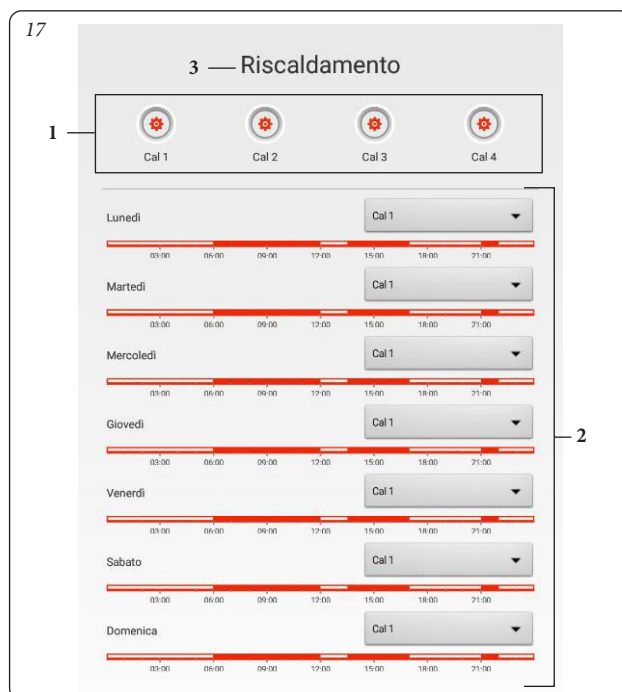 17
3 Riscaldamento
1
Cal 1 Cal 2 Cal 3 Cal 4
Lunedì Cal 1
03:00 06:00 09:00 12:00 15:00 18:00 21:00
Martedì Cal 1
03:00 06:00 09:00 12:00 15:00 18:00 21:00
Mercoledì Cal 1
03:00 06:00 09:00 12:00 15:00 18:00 21:00
Giovedì Cal 1
2
03:00 06:00 09:00 12:00 15:00 18:00 21:00
Venerdì Cal 1
03:00 06:00 09:00 12:00 15:00 18:00 21:00
Sabato Cal 1
03:00 06:00 09:00 12:00 15:00 18:00 21:00
Domenica Cal 1
03:00 06:00 09:00 12:00 15:00 18:00 21:00